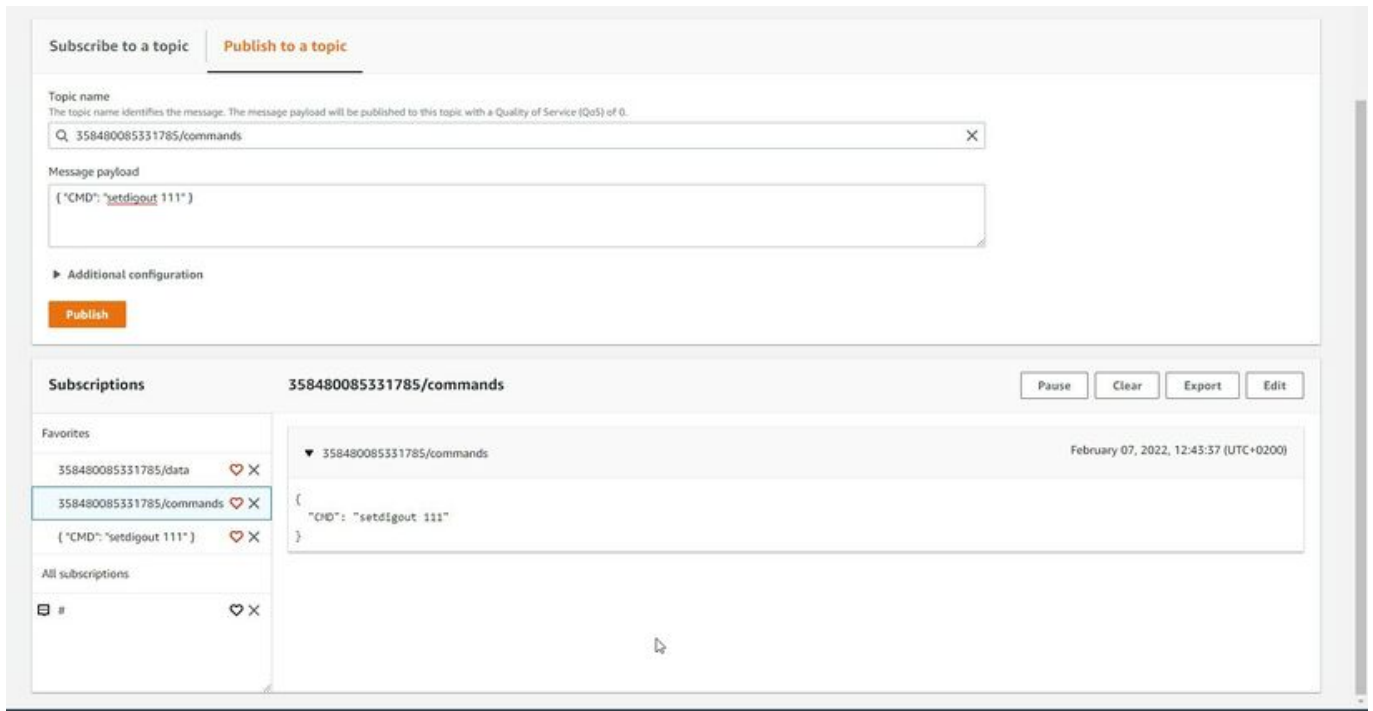 Subscribe to a topic
Publish to a topic
Topic name
The topic name identifies the message. The message payload will be published to this topic with a Quality of Service (QoS) of 0.
358480085331785/commands
Message payload
{ "CMD": "setdigout 111" }
Additional configuration
Publish
Subscriptions
358480085331785/commands
Pause
Clear
Export
Edit
Favorites
358480085331785/data
358480085331785/commands
{ "CMD": "setdigout 111" }
All subscriptions
#
358480085331785/commands
February 07, 2022, 12:43:37 (UTC+0200)
{
"CMD": "setdigout 111"
}